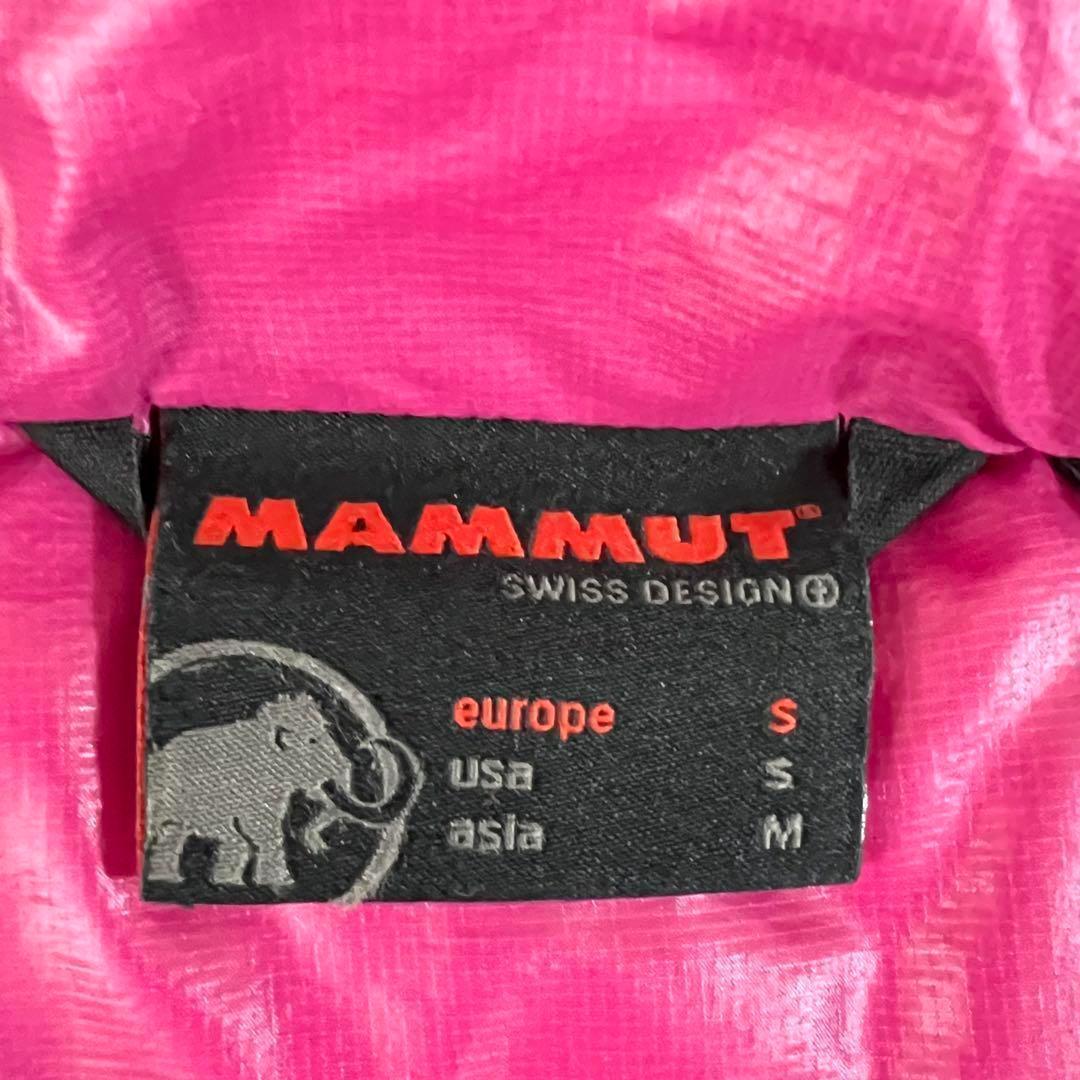 MAMMUT
SWISS DESIGN
europe S
usa S
asia M